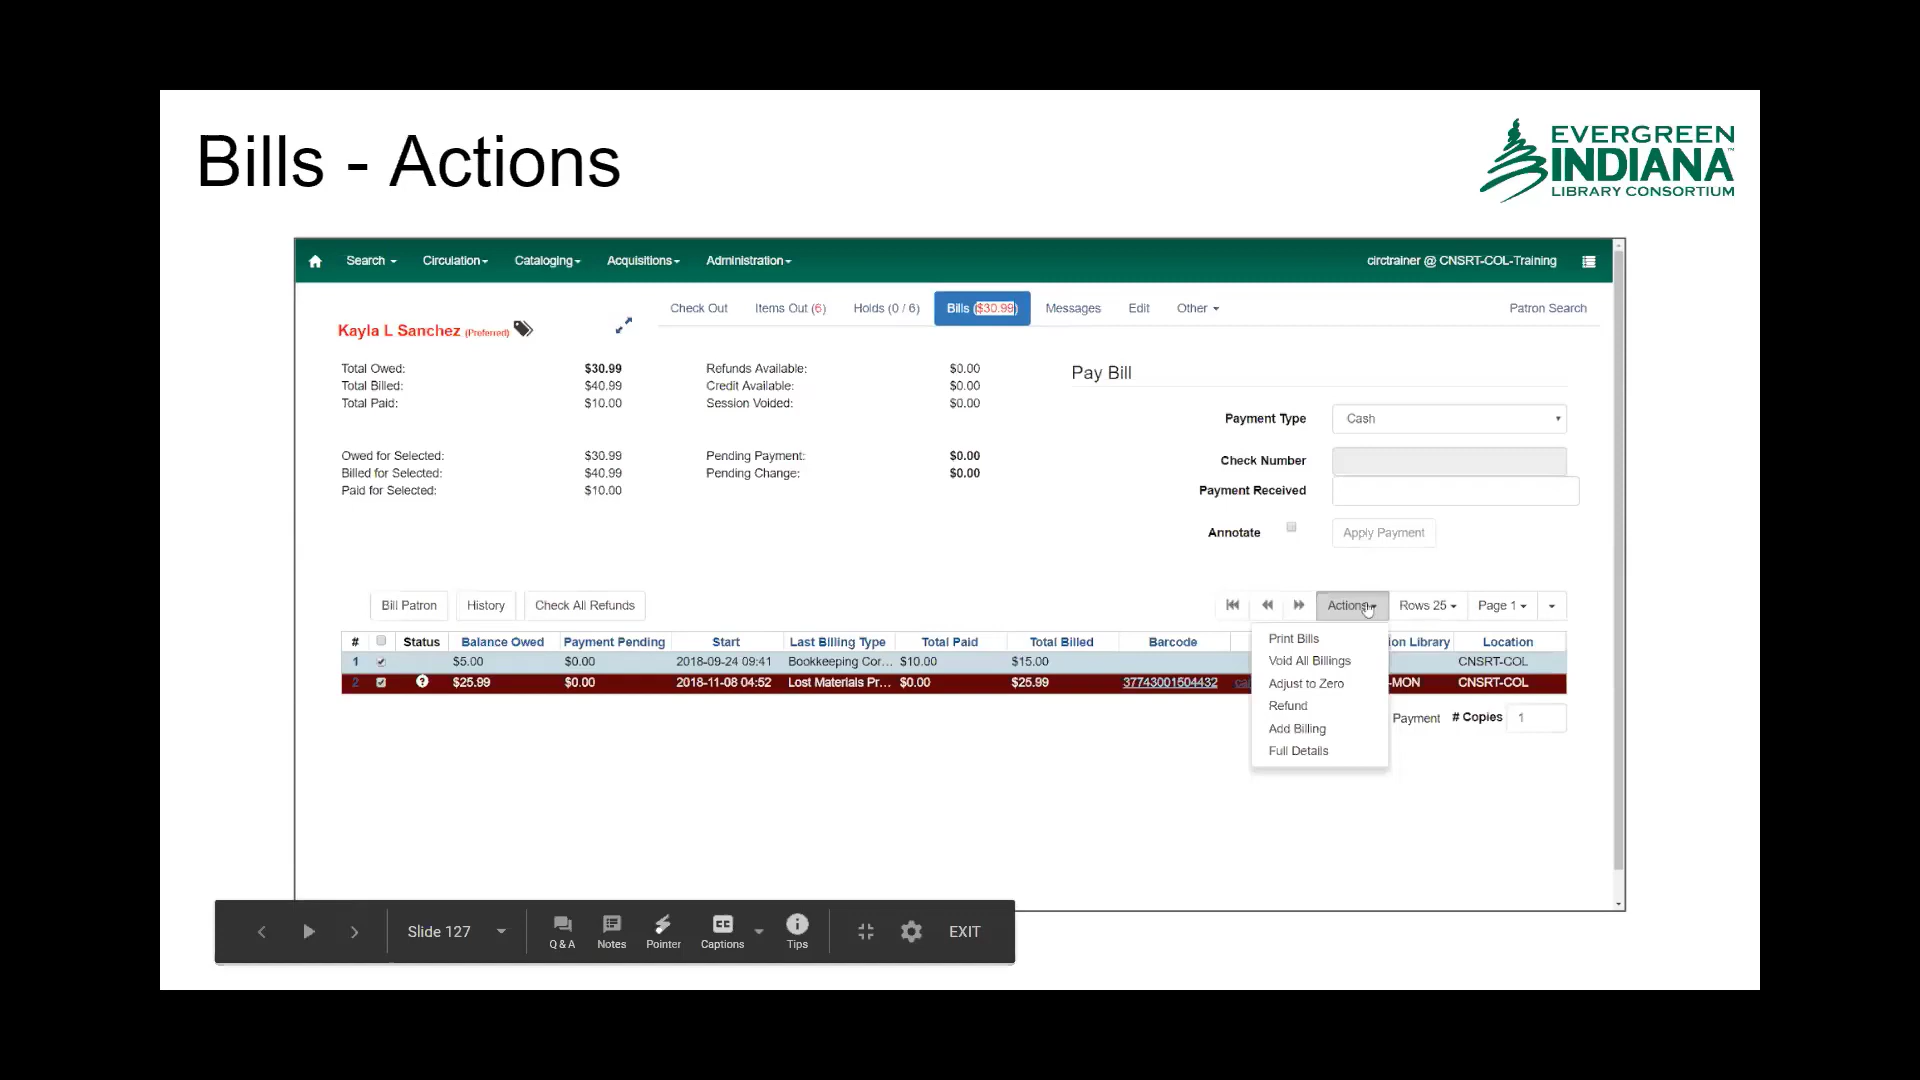 Bills - Actions
EVERGREEN
INDIANA™
LIBRARY CONSORTIUM
Search Circulation Cataloging Acquisitions Administration circtrainer @ CNSRT-COL-Training
Check Out Items Out (6) Holds (0 / 6) Bills ($30.99) Messages Edit Other Patron Search
Kayla L Sanchez (Preferred)
Total Owed: $30.99 Refunds Available: $0.00
Total Billed: $40.99 Credit Available: $0.00
Total Paid: $10.00 Session Voided: $0.00
Pay Bill
Payment Type Cash
Check Number
Payment Received
Annotate Apply Payment
Owed for Selected: $30.99 Pending Payment: $0.00
Billed for Selected: $40.99 Pending Change: $0.00
Paid for Selected: $10.00
Bill Patron History Check All Refunds Actions Rows 25 Page 1
# Status Balance Owed Payment Pending Start Last Billing Type Total Paid Total Billed Barcode ion Library Location
1 $5.00 $0.00 2018-09-24 09:41 Bookkeeping Cor... $10.00 $15.00 CNSRT-COL
2 $25.99 $0.00 2018-11-08 04:52 Lost Materials Pr... $0.00 $25.99 37743001504432 -MON CNSRT-COL
Print Bills
Void All Billings
Adjust to Zero
Refund
Add Billing
Full Details
Payment # Copies 1
Slide 127 Q & A Notes Pointer CC Captions Tips EXIT